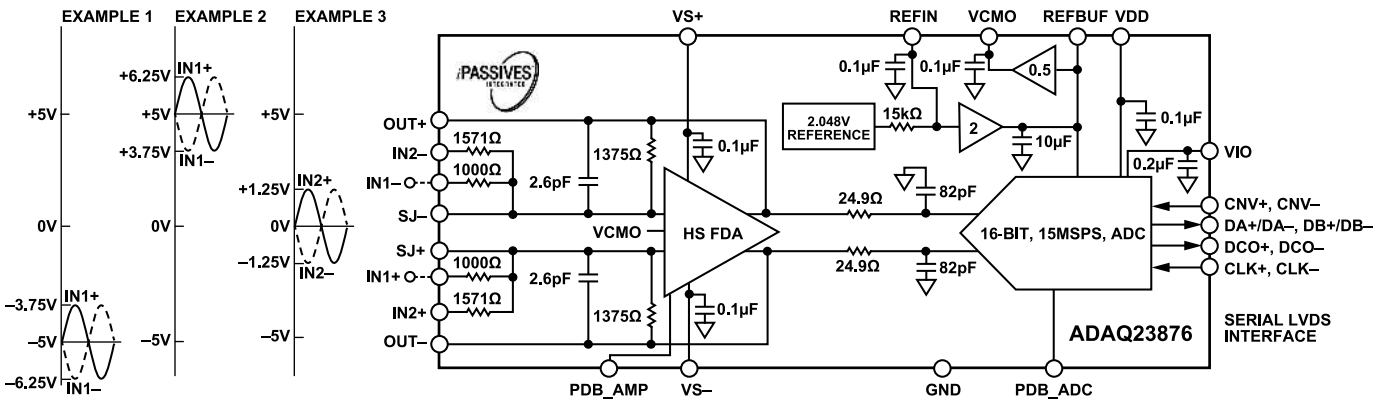 EXAMPLE 1
EXAMPLE 2
EXAMPLE 3
+5V
0V
–3.75V
–5V
–6.25V
IN1+
IN1–
+6.25V
+5V
+3.75V
0V
–5V
IN1+
IN1–
+5V
+1.25V
0V
–1.25V
–5V
IN2+
IN2–
iPASSIVES
INTEGRATED
VS+
REFIN
VCMO
REFBUF
VDD
0.1µF
0.1µF
0.5
2.048V
REFERENCE
15kΩ
2
10µF
0.1µF
0.2µF
VIO
OUT+
IN2–
1571Ω
1000Ω
IN1–
SJ–
2.6pF
1375Ω
0.1µF
VCMO
HS FDA
24.9Ω
82pF
16-BIT, 15MSPS, ADC
CNV+, CNV–
DA+/DA–, DB+/DB–
DCO+, DCO–
CLK+, CLK–
SJ+
1000Ω
IN1+
1571Ω
IN2+
OUT–
2.6pF
1375Ω
0.1µF
24.9Ω
82pF
ADAQ23876
SERIAL LVDS
INTERFACE
PDB_AMP
VS–
GND
PDB_ADC